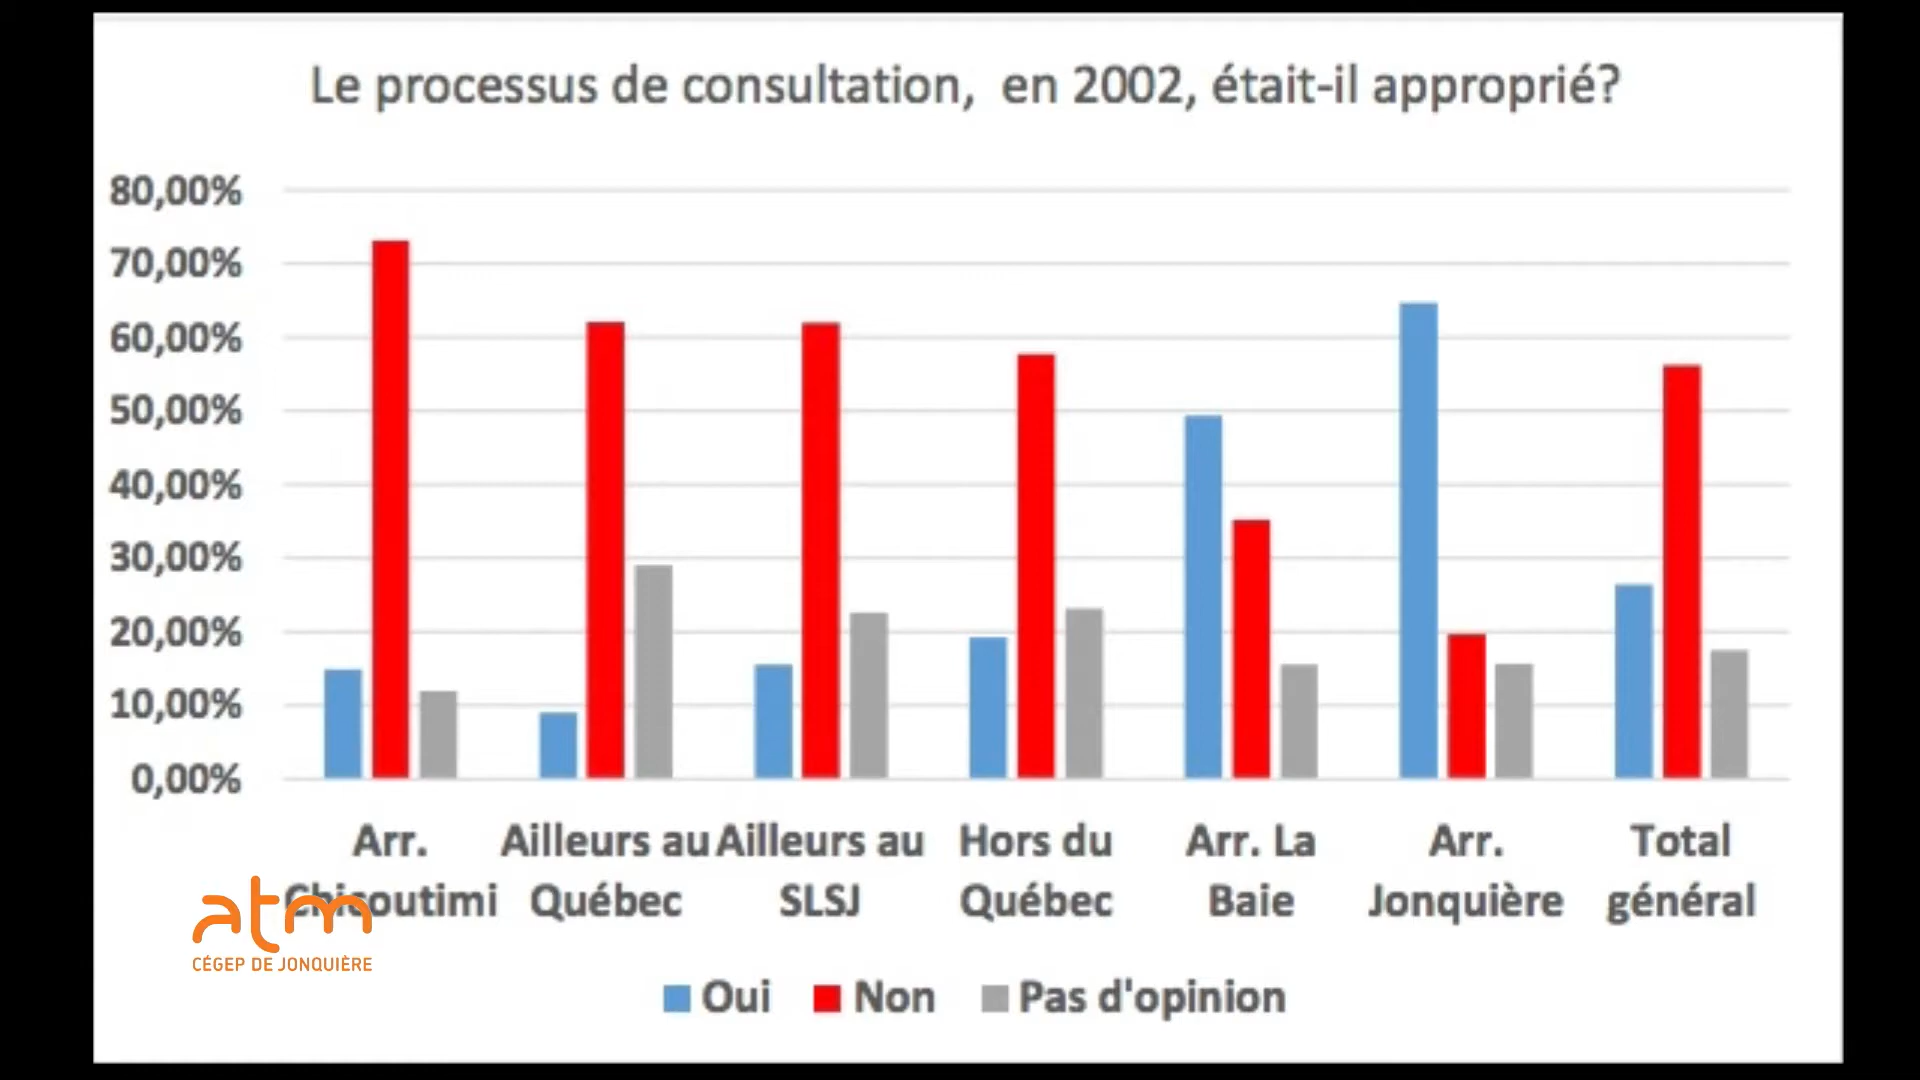 Le processus de consultation, en 2002, était-il approprié?
80,00%
70,00%
60,00%
50,00%
40,00%
30,00%
20,00%
10,00%
0,00%
Arr.
Chicoutimi
Ailleurs au
Québec
Ailleurs au
SLSJ
Hors du
Québec
Arr. La
Baie
Arr.
Jonquière
Total
général
atm
CÉGEP DE JONQUIÈRE
Oui
Non
Pas d'opinion